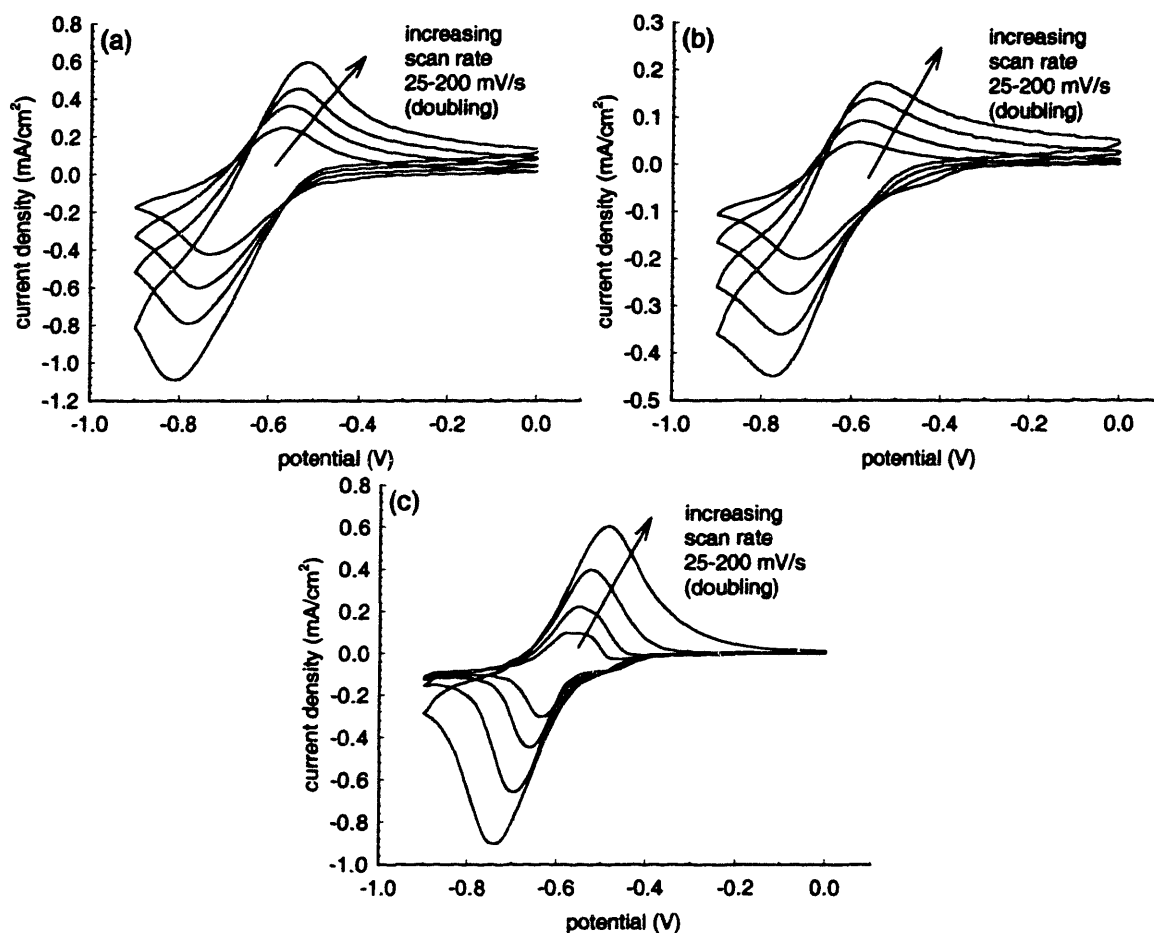 (a)
increasing
scan rate
25-200 mV/s
(doubling)
0.8
0.6
0.4
0.2
0.0
-0.2
-0.4
-0.6
-0.8
-1.0
-1.2
current density (mA/cm²)
-1.0
-0.8
-0.6
-0.4
-0.2
0.0
potential (V)
(b)
increasing
scan rate
25-200 mV/s
(doubling)
0.3
0.2
0.1
0.0
-0.1
-0.2
-0.3
-0.4
-0.5
current density (mA/cm²)
-1.0
-0.8
-0.6
-0.4
-0.2
0.0
potential (V)
(c)
increasing
scan rate
25-200 mV/s
(doubling)
0.8
0.6
0.4
0.2
0.0
-0.2
-0.4
-0.6
-0.8
-1.0
current density (mA/cm²)
-1.0
-0.8
-0.6
-0.4
-0.2
0.0
potential (V)